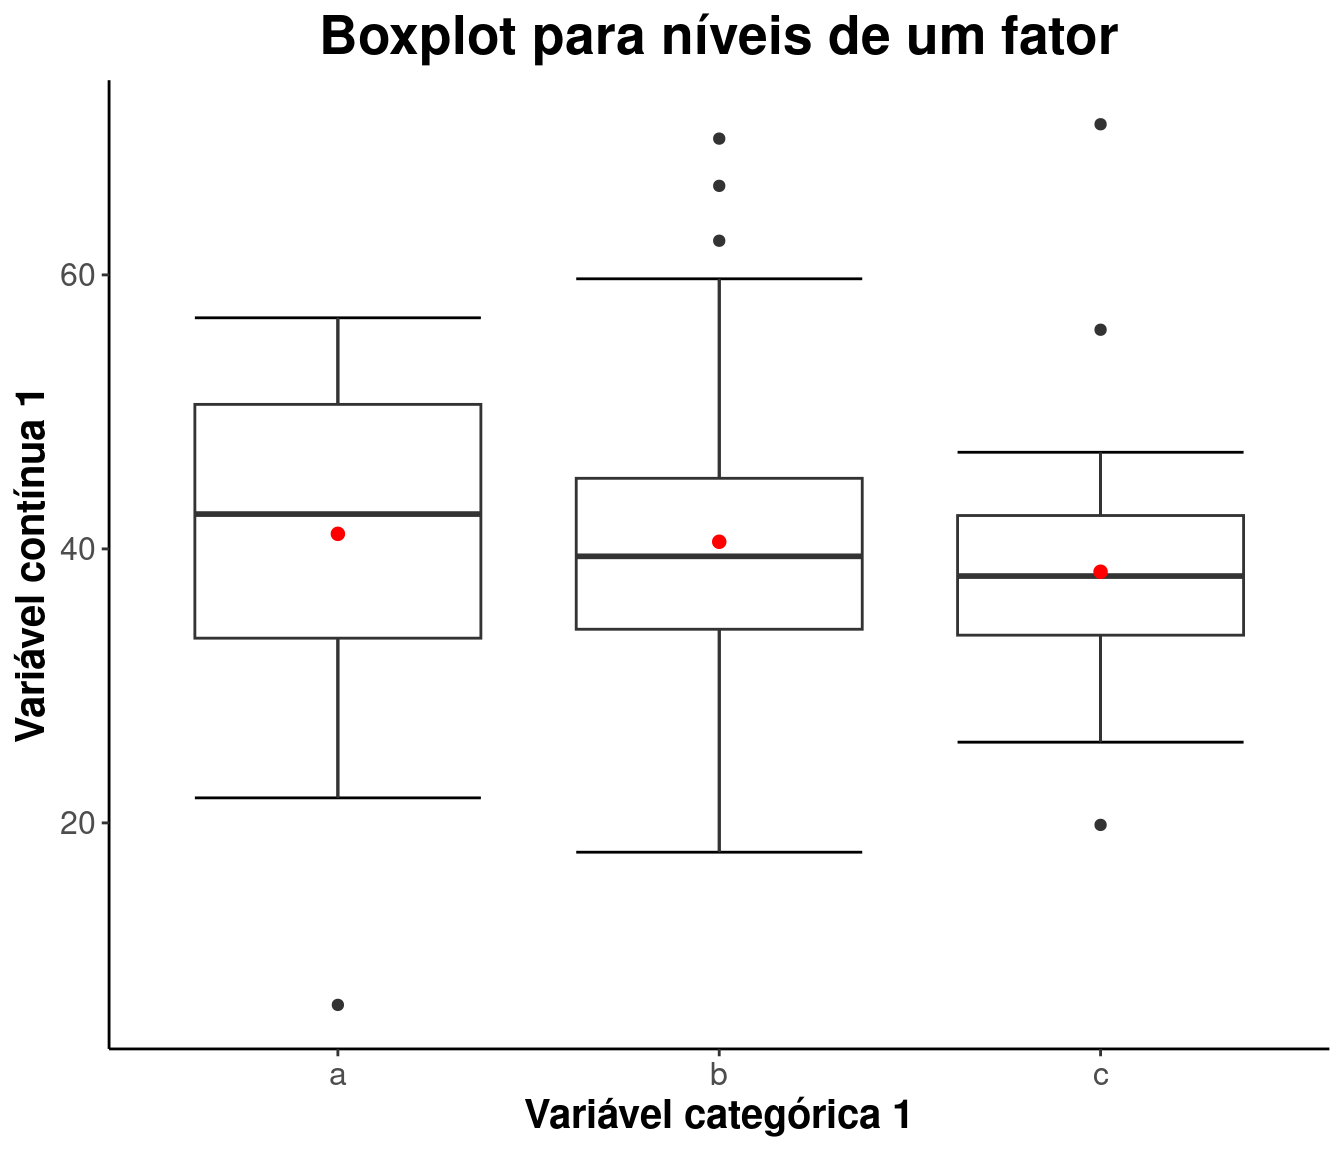 Boxplot para níveis de um fator
Variável contínua 1
60
40
20
a
b
c
Variável categórica 1